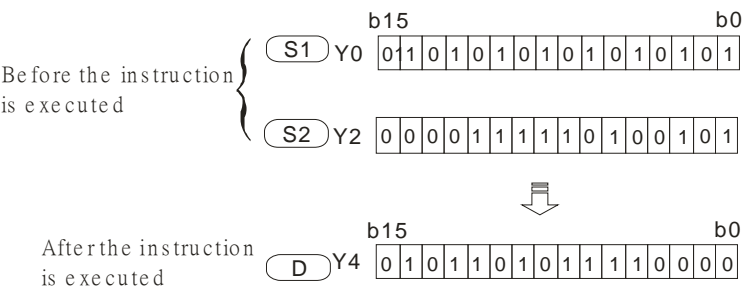 b15 b0
S1 Y0 01 1 0 1 0 1 0 1 0 1 0 1 0 1 0 1
Before the instruction
is executed
S2 Y2 0 0 0 0 1 1 1 1 1 0 1 0 0 1 0 1
b15 b0
After the instruction
is executed
D Y4 0 1 0 1 1 0 1 0 1 1 1 1 0 0 0 0